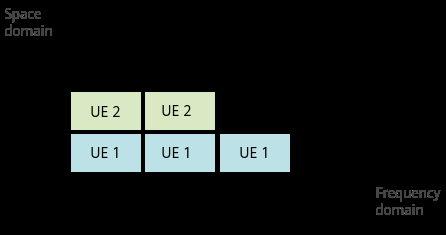 Space
domain
UE 2 UE 2
UE 1 UE 1 UE 1
Frequency
domain